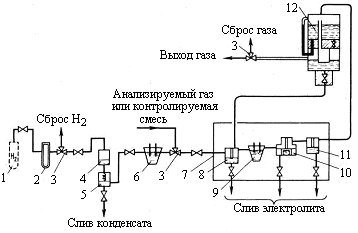 12
Сброс газа
3
Выход газа
Анализируемый газ
или контролируемая
смесь
Сброс H2
1
2
3
4
5
6
3
7
8
9
10
11
Слив конденсата
Слив электролита